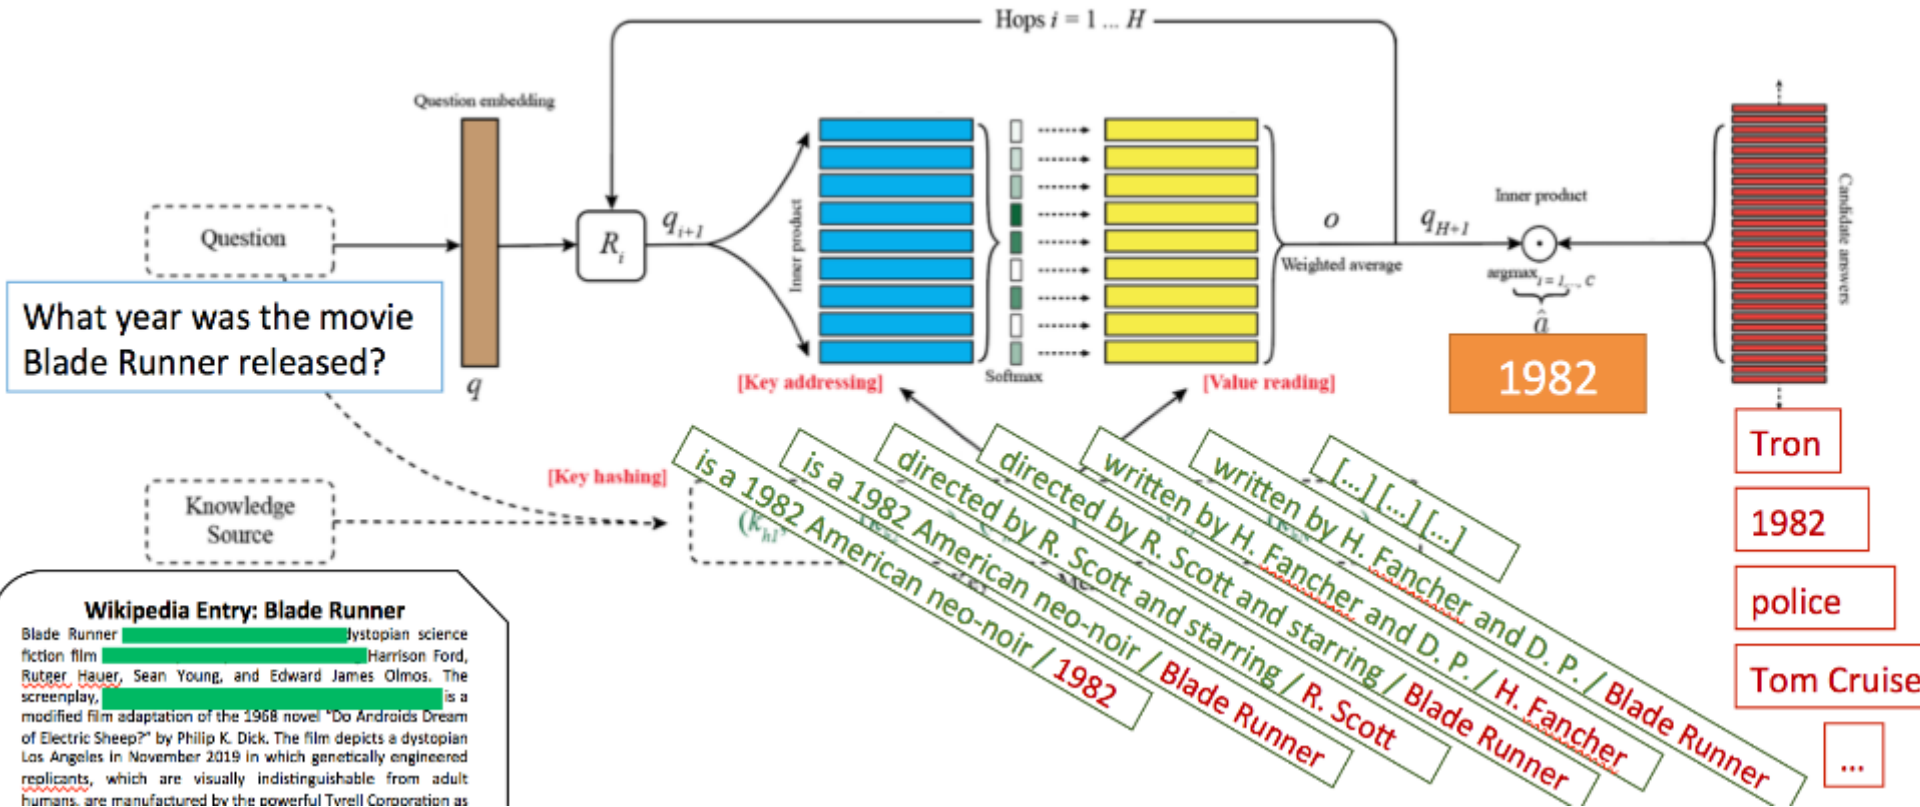 Hops i = 1 ... H
Question embedding
Question
R_i
q_{i+1}
Inner product
Softmax
o
Weighted average
q_{H+1}
Inner product
argmax_{i = 1,..., C}
â
Candidate answers
What year was the movie
Blade Runner released?
q
[Key addressing]
[Value reading]
1982
[Key hashing]
Knowledge
Source
(k_{h1},
is a 1982 American neo-noir / 1982
is a 1982 American neo-noir / Blade Runner
directed by R. Scott and starring / R. Scott
directed by R. Scott and starring / Blade Runner
written by H. Fancher and D. P. / H. Fancher
written by H. Fancher and D. P. / Blade Runner
[...] [...] [...]
Tron
1982
police
Tom Cruise
...
Wikipedia Entry: Blade Runner
Blade Runner dystopian science
fiction film Harrison Ford,
Rutger Hauer, Sean Young, and Edward James Olmos. The
screenplay, is a
modified film adaptation of the 1968 novel "Do Androids Dream
of Electric Sheep?" by Philip K. Dick. The film depicts a dystopian
Los Angeles in November 2019 in which genetically engineered
replicants, which are visually indistinguishable from adult
humans, are manufactured by the powerful Tyrell Corporation as